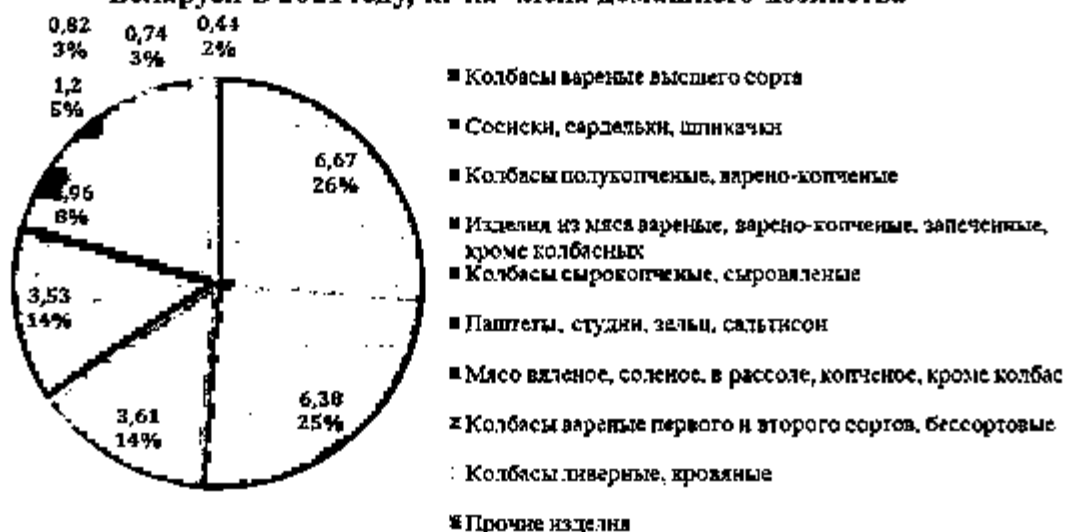 0,82
3%
0,74
3%
0,44
2%
1,2
5%
6,67
26%
,96
8%
3,53
14%
3,61
14%
6,38
25%
Колбасы вареные высшего сорта
Сосиски, сардельки, шпикачки
Колбасы полукопченые, варено-копченые
Изделия из мяса вареные, варено-копченые, запеченные,
кроме колбасных
Колбасы сырокопченые, сыровяленые
Паштеты, студни, зельц, сальтисон
Мясо вяленое, соленое, в рассоле, копченое, кроме колбас
Колбасы вареные первого и второго сортов, бессортовые
Колбасы ливерные, кровяные
Прочие изделия